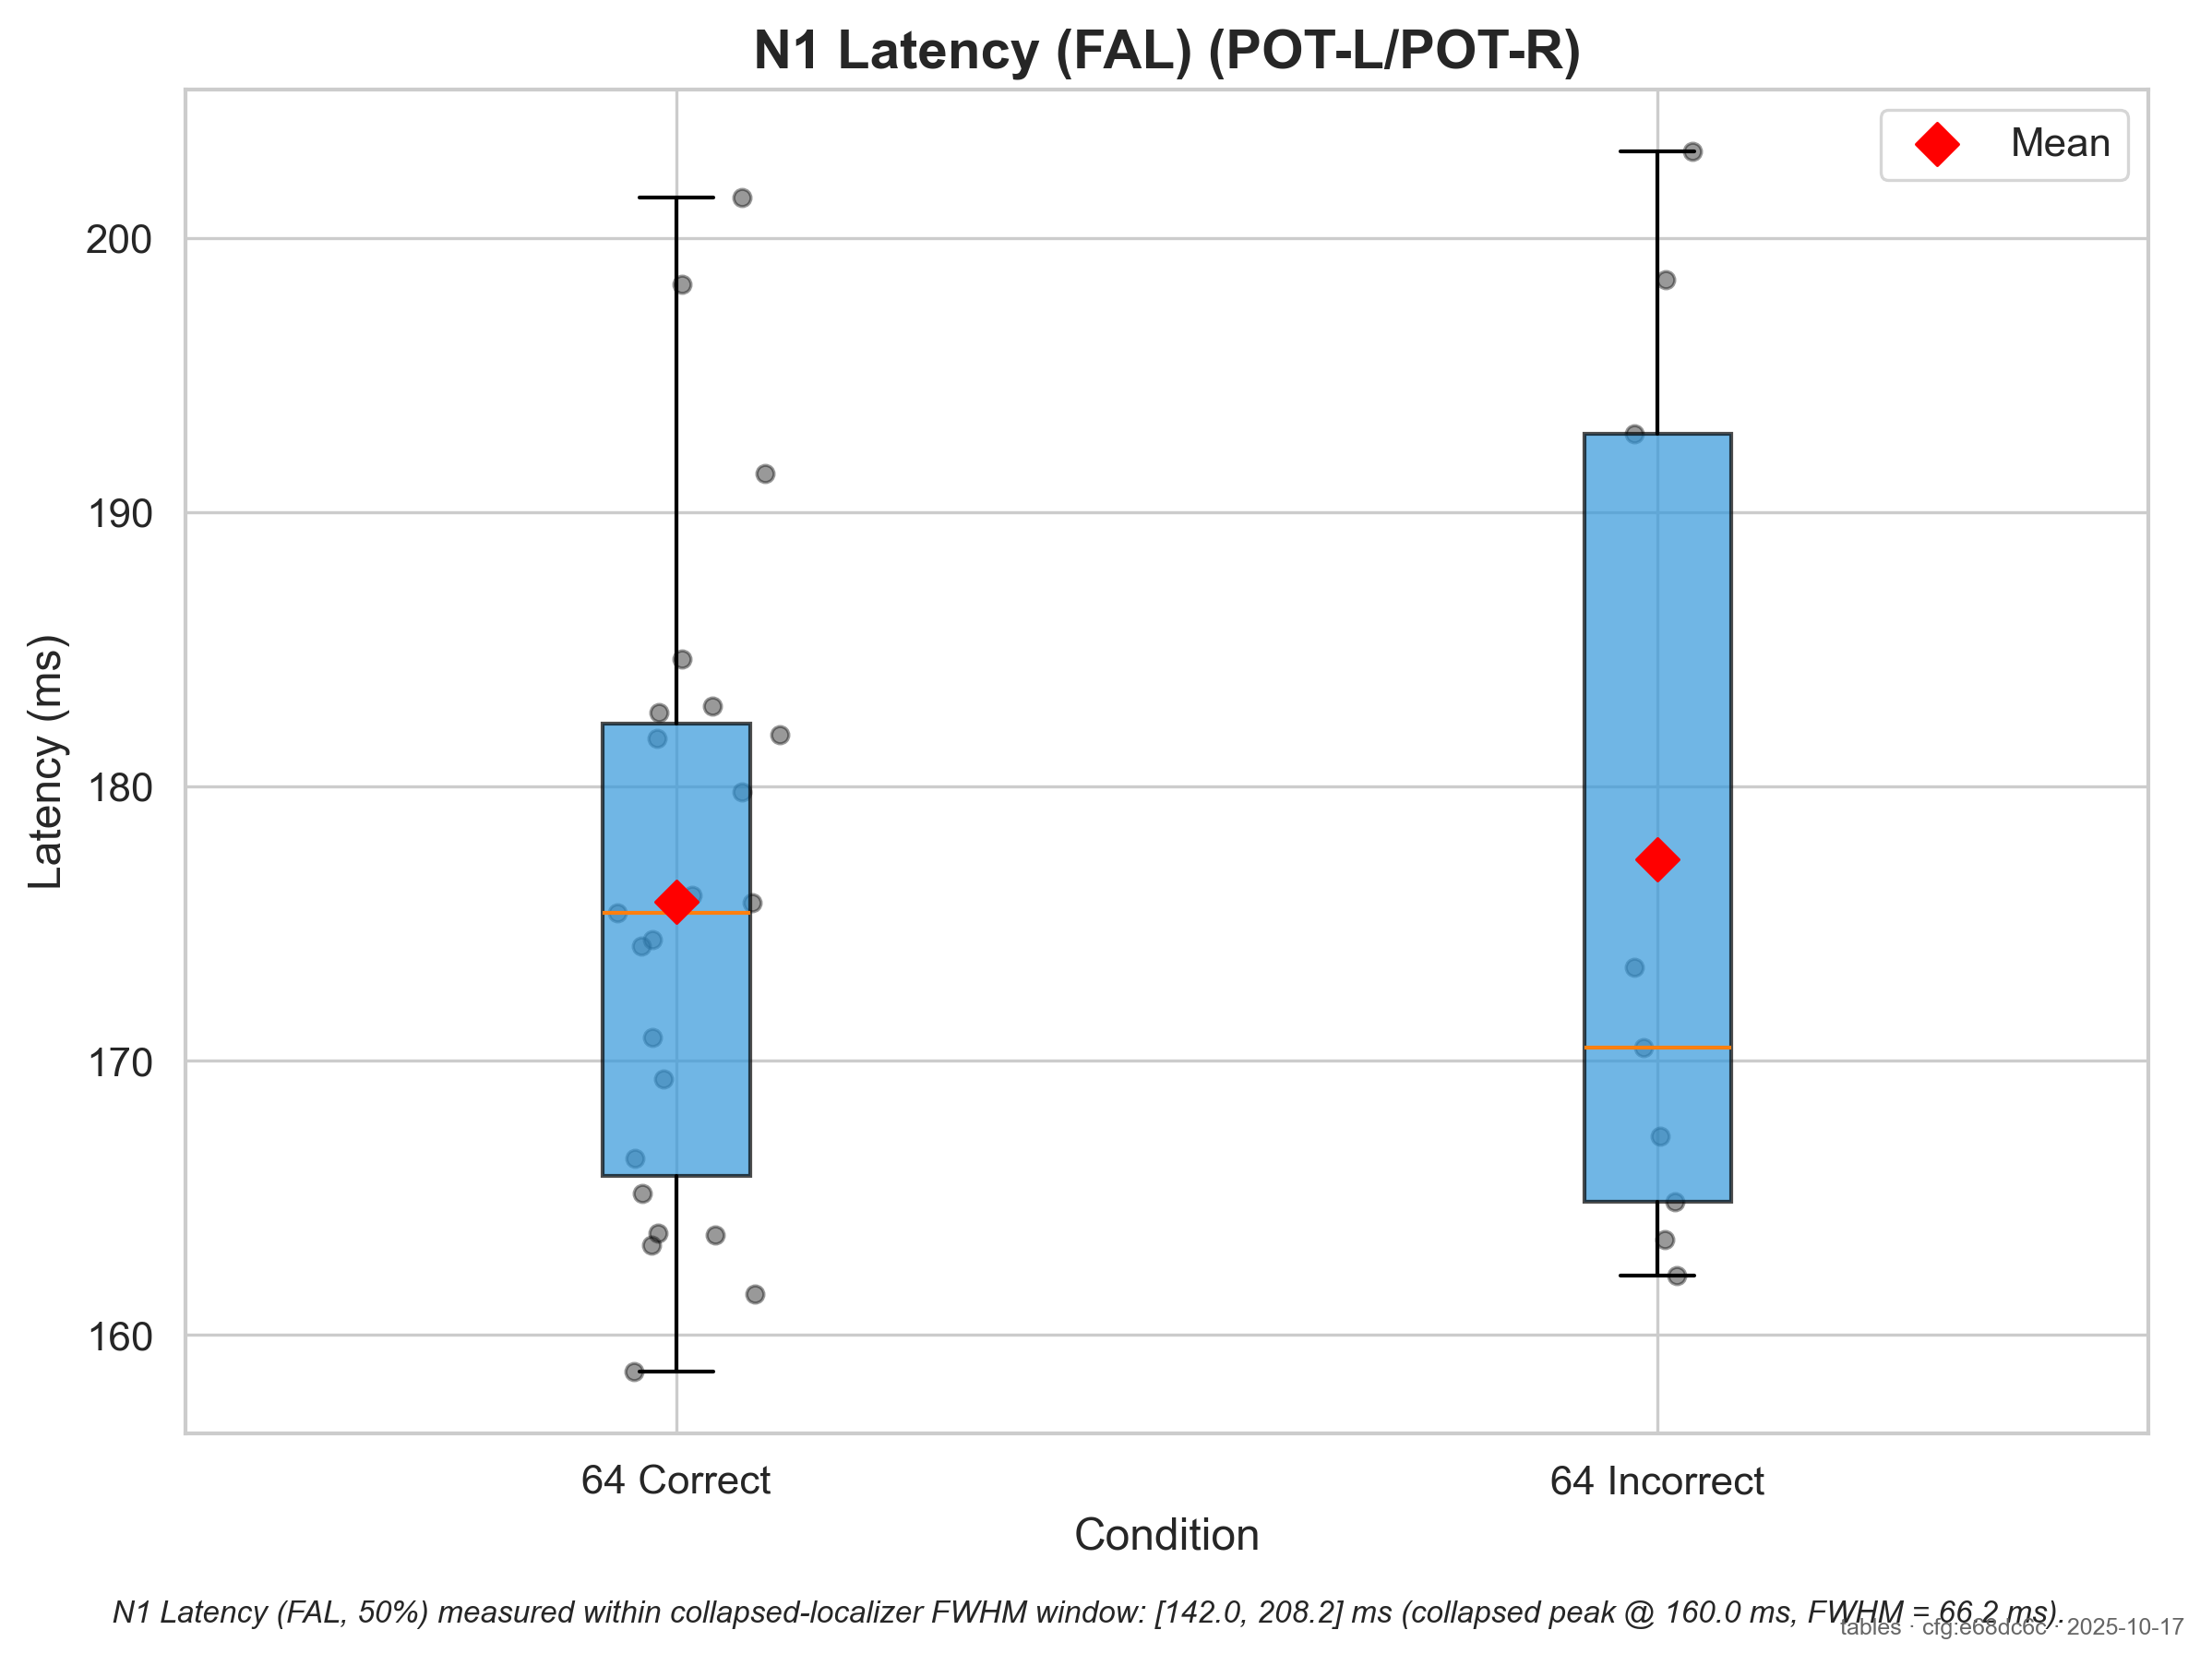 N1 Latency (FAL) (POT-L/POT-R)
Mean
200
190
180
170
160
Latency (ms)
64 Correct
64 Incorrect
Condition
N1 Latency (FAL, 50%) measured within collapsed-localizer FWHM window: [142.0, 208.2] ms (collapsed peak @ 160.0 ms, FWHM = 66.2 ms).
tables · cfg:e68dc6c · 2025-10-17